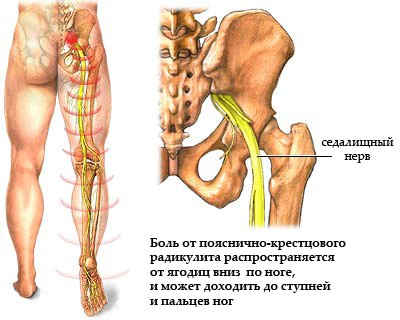 седалищный
нерв
Боль от пояснично-крестцового
радикулита распространяется
от ягодиц вниз по ноге,
и может доходить до ступней
и пальцев ног